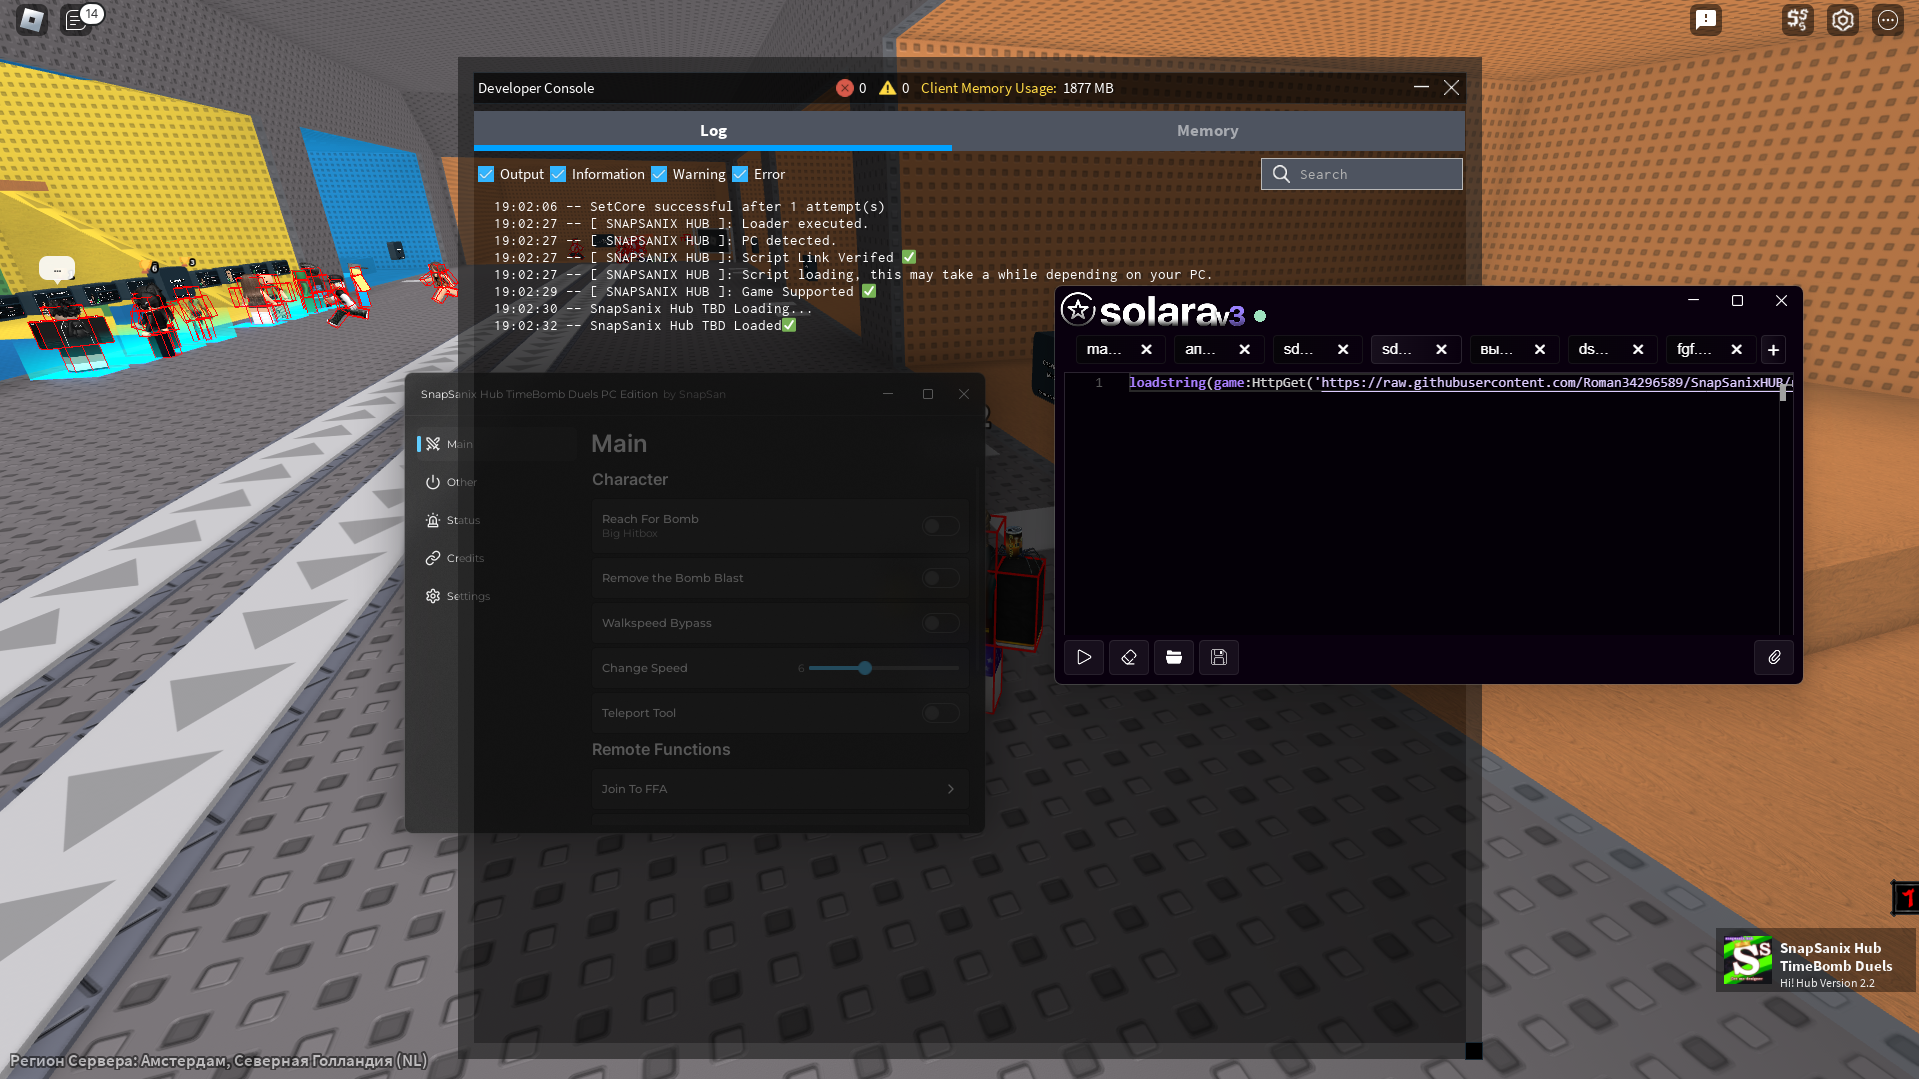 14
Developer Console
0
0
Client Memory Usage: 1877 MB
Log
Memory
Output
Information
Warning
Error
Search
19:02:06 -- SetCore successful after 1 attempt(s)
19:02:27 -- [ SNAPSANIX HUB ]: Loader executed.
19:02:27 -- [ SNAPSANIX HUB ]: PC detected.
19:02:27 -- [ SNAPSANIX HUB ]: Script Link Verifed ✅
19:02:27 -- [ SNAPSANIX HUB ]: Script loading, this may take a while depending on your PC.
19:02:29 -- [ SNAPSANIX HUB ]: Game Supported ✅
19:02:30 -- SnapSanix Hub TBD Loading...
19:02:32 -- SnapSanix Hub TBD Loaded✅
...
solara v3
ma...
ап...
sd...
sd...
вы...
ds...
fgf....
1
loadstring(game:HttpGet('https://raw.githubusercontent.com/Roman34296589/SnapSanixHUB/
SnapSanix Hub TimeBomb Duels PC Edition by SnapSan
Main
Other
Status
Credits
Settings
Main
Character
Reach For Bomb
Big Hitbox
Remove the Bomb Blast
Walkspeed Bypass
Change Speed
6
Teleport Tool
Remote Functions
Join To FFA
SnapSanix Hub
TimeBomb Duels
Hi! Hub Version 2.2
Регион Сервера: Амстердам, Северная Голландия (NL)